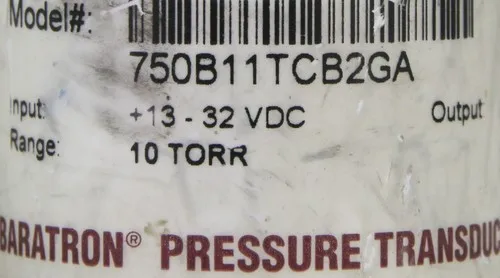 Model#:
750B11TCB2GA
Input: +13 - 32 VDC Output
Range: 10 TORR
BARATRON® PRESSURE TRANSDUC